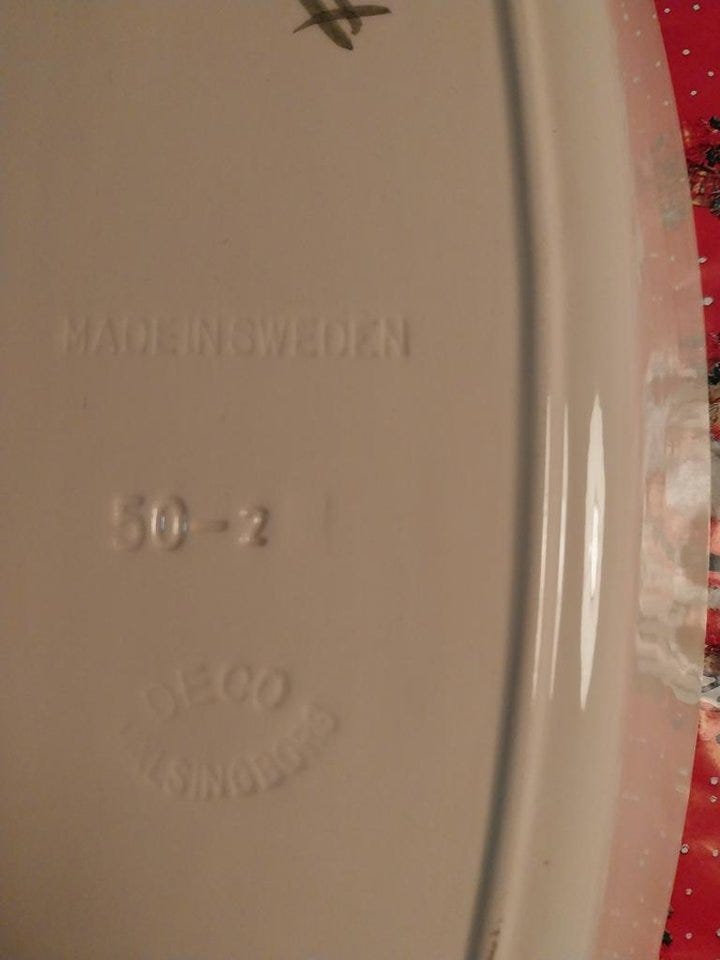 MADE IN SWEDEN
50-2
DECO
HELSINGBORG